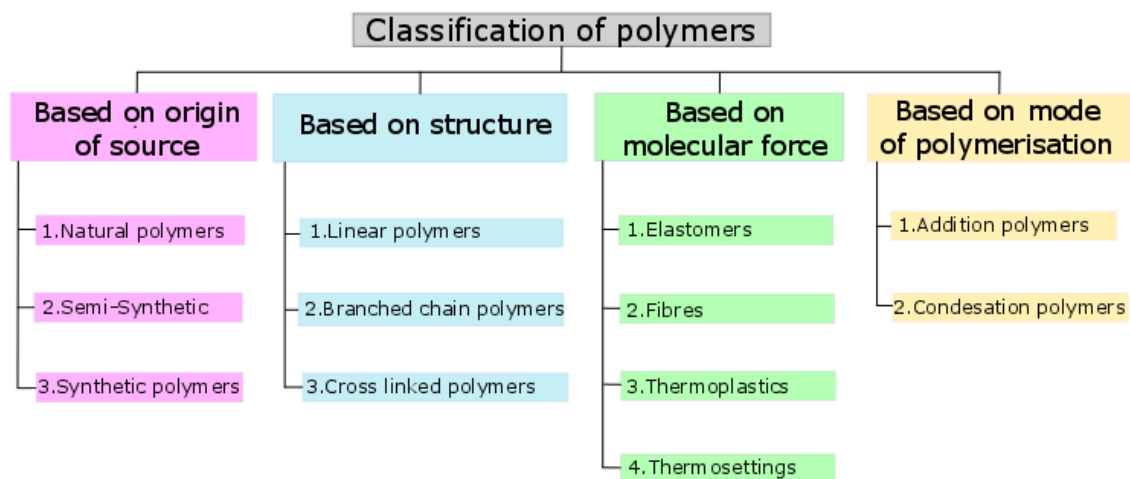 Classification of polymers
Based on origin
of source
1.Natural polymers
2.Semi-Synthetic
3.Synthetic polymers
Based on structure
1.Linear polymers
2.Branched chain polymers
3.Cross linked polymers
Based on
molecular force
1.Elastomers
2.Fibres
3.Thermoplastics
4.Thermosettings
Based on mode
of polymerisation
1.Addition polymers
2.Condesation polymers